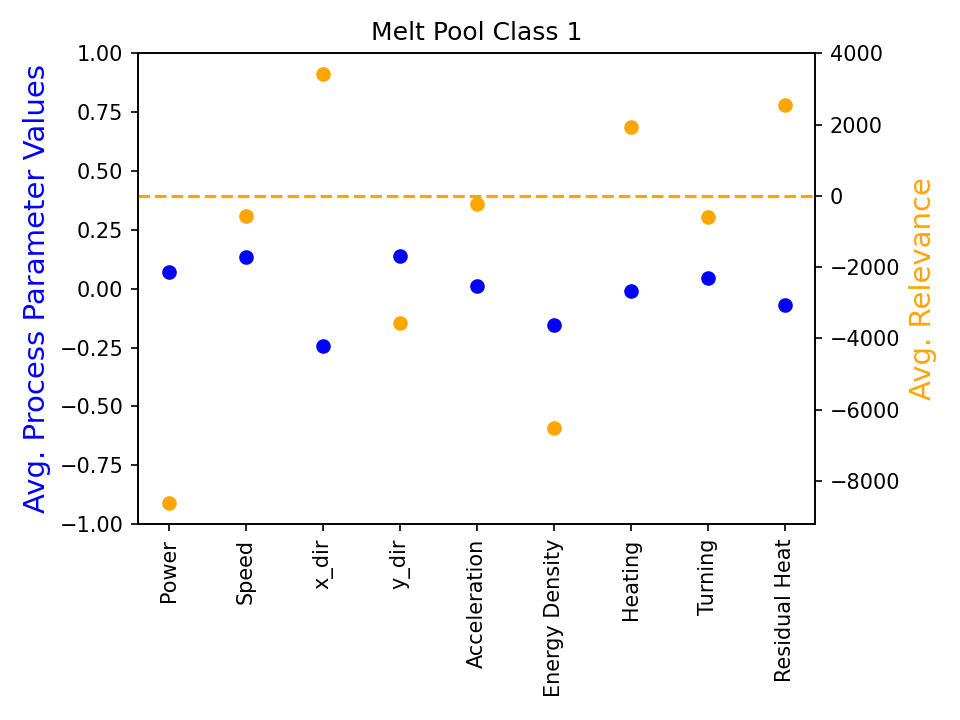 Melt Pool Class 1
Avg. Process Parameter Values
1.00
0.75
0.50
0.25
0.00
−0.25
−0.50
−0.75
−1.00
4000
2000
0
−2000
−4000
−6000
−8000
Avg. Relevance
Power
Speed
x_dir
y_dir
Acceleration
Energy Density
Heating
Turning
Residual Heat